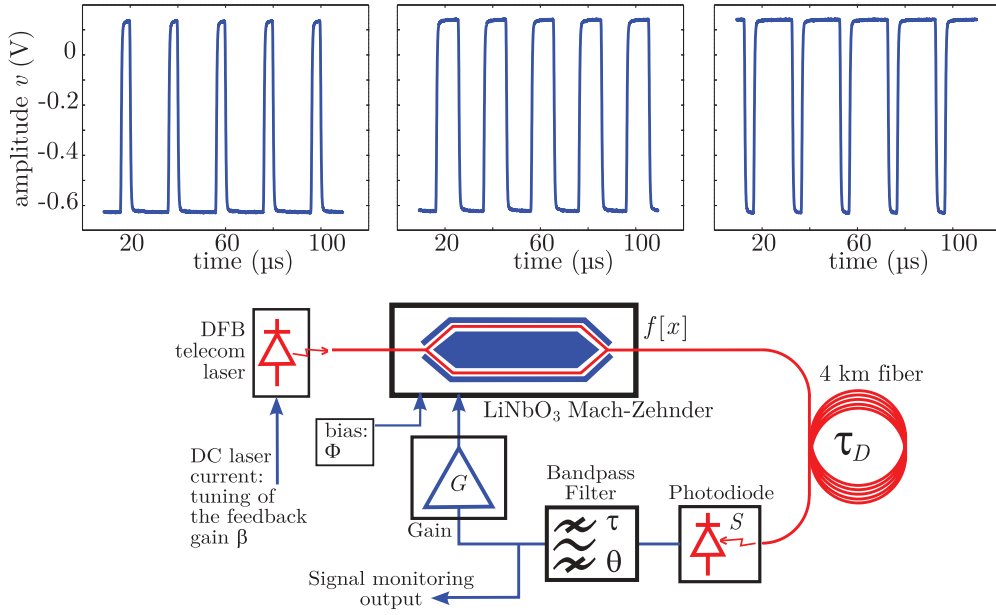 amplitude v (V)
0
-0.2
-0.4
-0.6
20 60 100
time (µs)
20 60 100
time (µs)
20 60 100
time (µs)
DFB
telecom
laser
f[x]
LiNbO₃ Mach-Zehnder
4 km fiber
τ_D
bias:
Φ
DC laser
current:
tuning of
the feedback
gain β
G
Gain
Bandpass
Filter
τ
θ
Photodiode
S
Signal monitoring
output